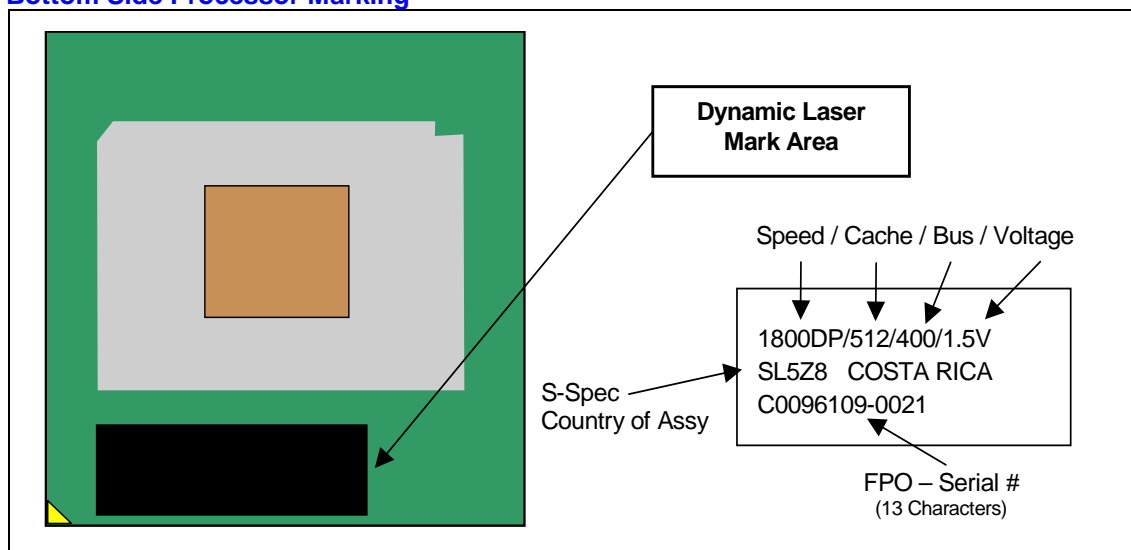 Bottom Side Processor Marking
Dynamic Laser
Mark Area
Speed / Cache / Bus / Voltage
1800DP/512/400/1.5V
SL5Z8 COSTA RICA
C0096109-0021
S-Spec
Country of Assy
FPO – Serial #
(13 Characters)